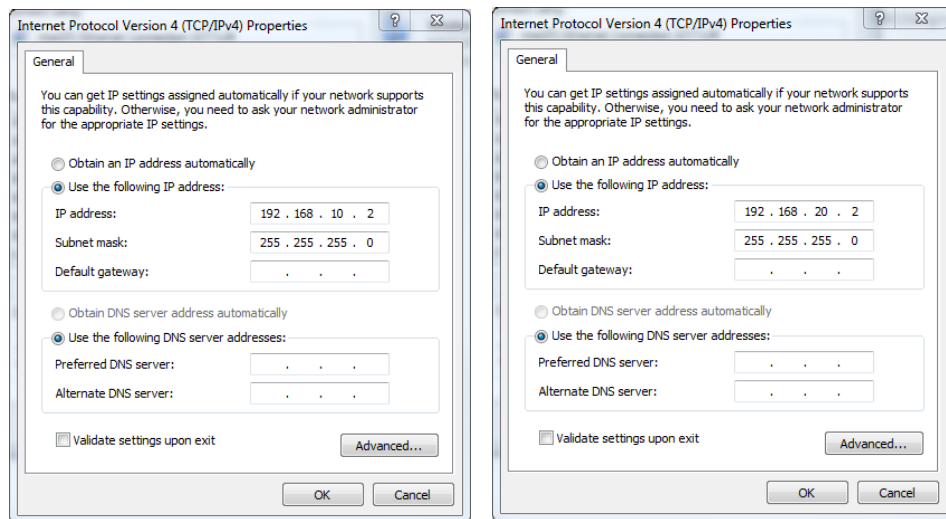 Internet Protocol Version 4 (TCP/IPv4) Properties
General
You can get IP settings assigned automatically if your network supports
this capability. Otherwise, you need to ask your network administrator
for the appropriate IP settings.
Obtain an IP address automatically
Use the following IP address:
IP address: 192 . 168 . 10 . 2
Subnet mask: 255 . 255 . 255 . 0
Default gateway: . . .
Obtain DNS server address automatically
Use the following DNS server addresses:
Preferred DNS server: . . .
Alternate DNS server: . . .
Validate settings upon exit
Advanced...
OK Cancel
Internet Protocol Version 4 (TCP/IPv4) Properties
General
You can get IP settings assigned automatically if your network supports
this capability. Otherwise, you need to ask your network administrator
for the appropriate IP settings.
Obtain an IP address automatically
Use the following IP address:
IP address: 192 . 168 . 20 . 2
Subnet mask: 255 . 255 . 255 . 0
Default gateway: . . .
Obtain DNS server address automatically
Use the following DNS server addresses:
Preferred DNS server: . . .
Alternate DNS server: . . .
Validate settings upon exit
Advanced...
OK Cancel